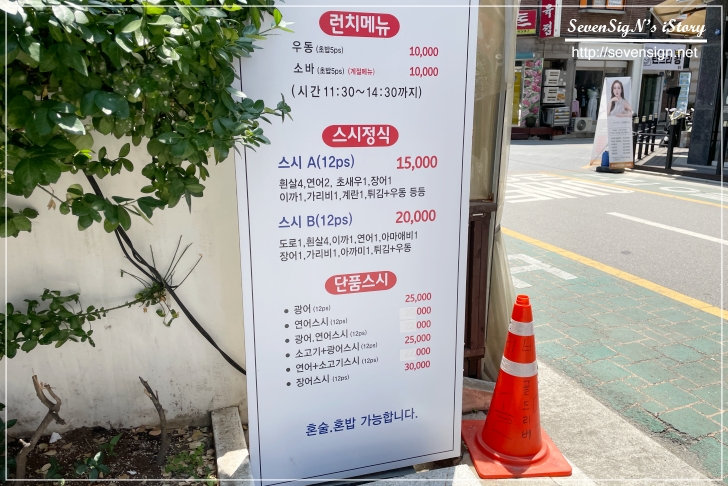 SevenSigN's iStory
http://sevensign.net
런치메뉴
우동 (초밥5ps) 10,000
소바 (초밥5ps) (계절메뉴) 10,000
(시간 11:30~14:30까지)
스시정식
스시 A(12ps) 15,000
흰살4,연어2, 초새우1,장어1
이까1,가리비1,계란1,튀김+우동 등등
스시 B(12ps) 20,000
도로1,흰살4,이까1,연어1,아마애비1
장어1,가리비1,아까미1,튀김+우동
단품스시
광어 (12ps) 25,000
연어스시 (12ps) 000
광어.연어스시 (12ps) 000
소고기+광어스시 (12ps) 25,000
연어+소고기스시 (12ps) 000
장어스시 (12ps) 30,000
혼술.혼밥 가능합니다.